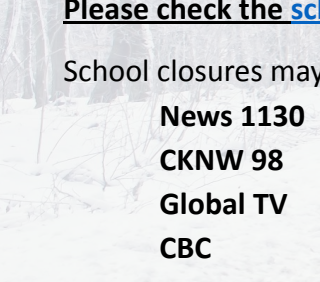 Please check the
School closures may
News 1130
CKNW 98
Global TV
CBC